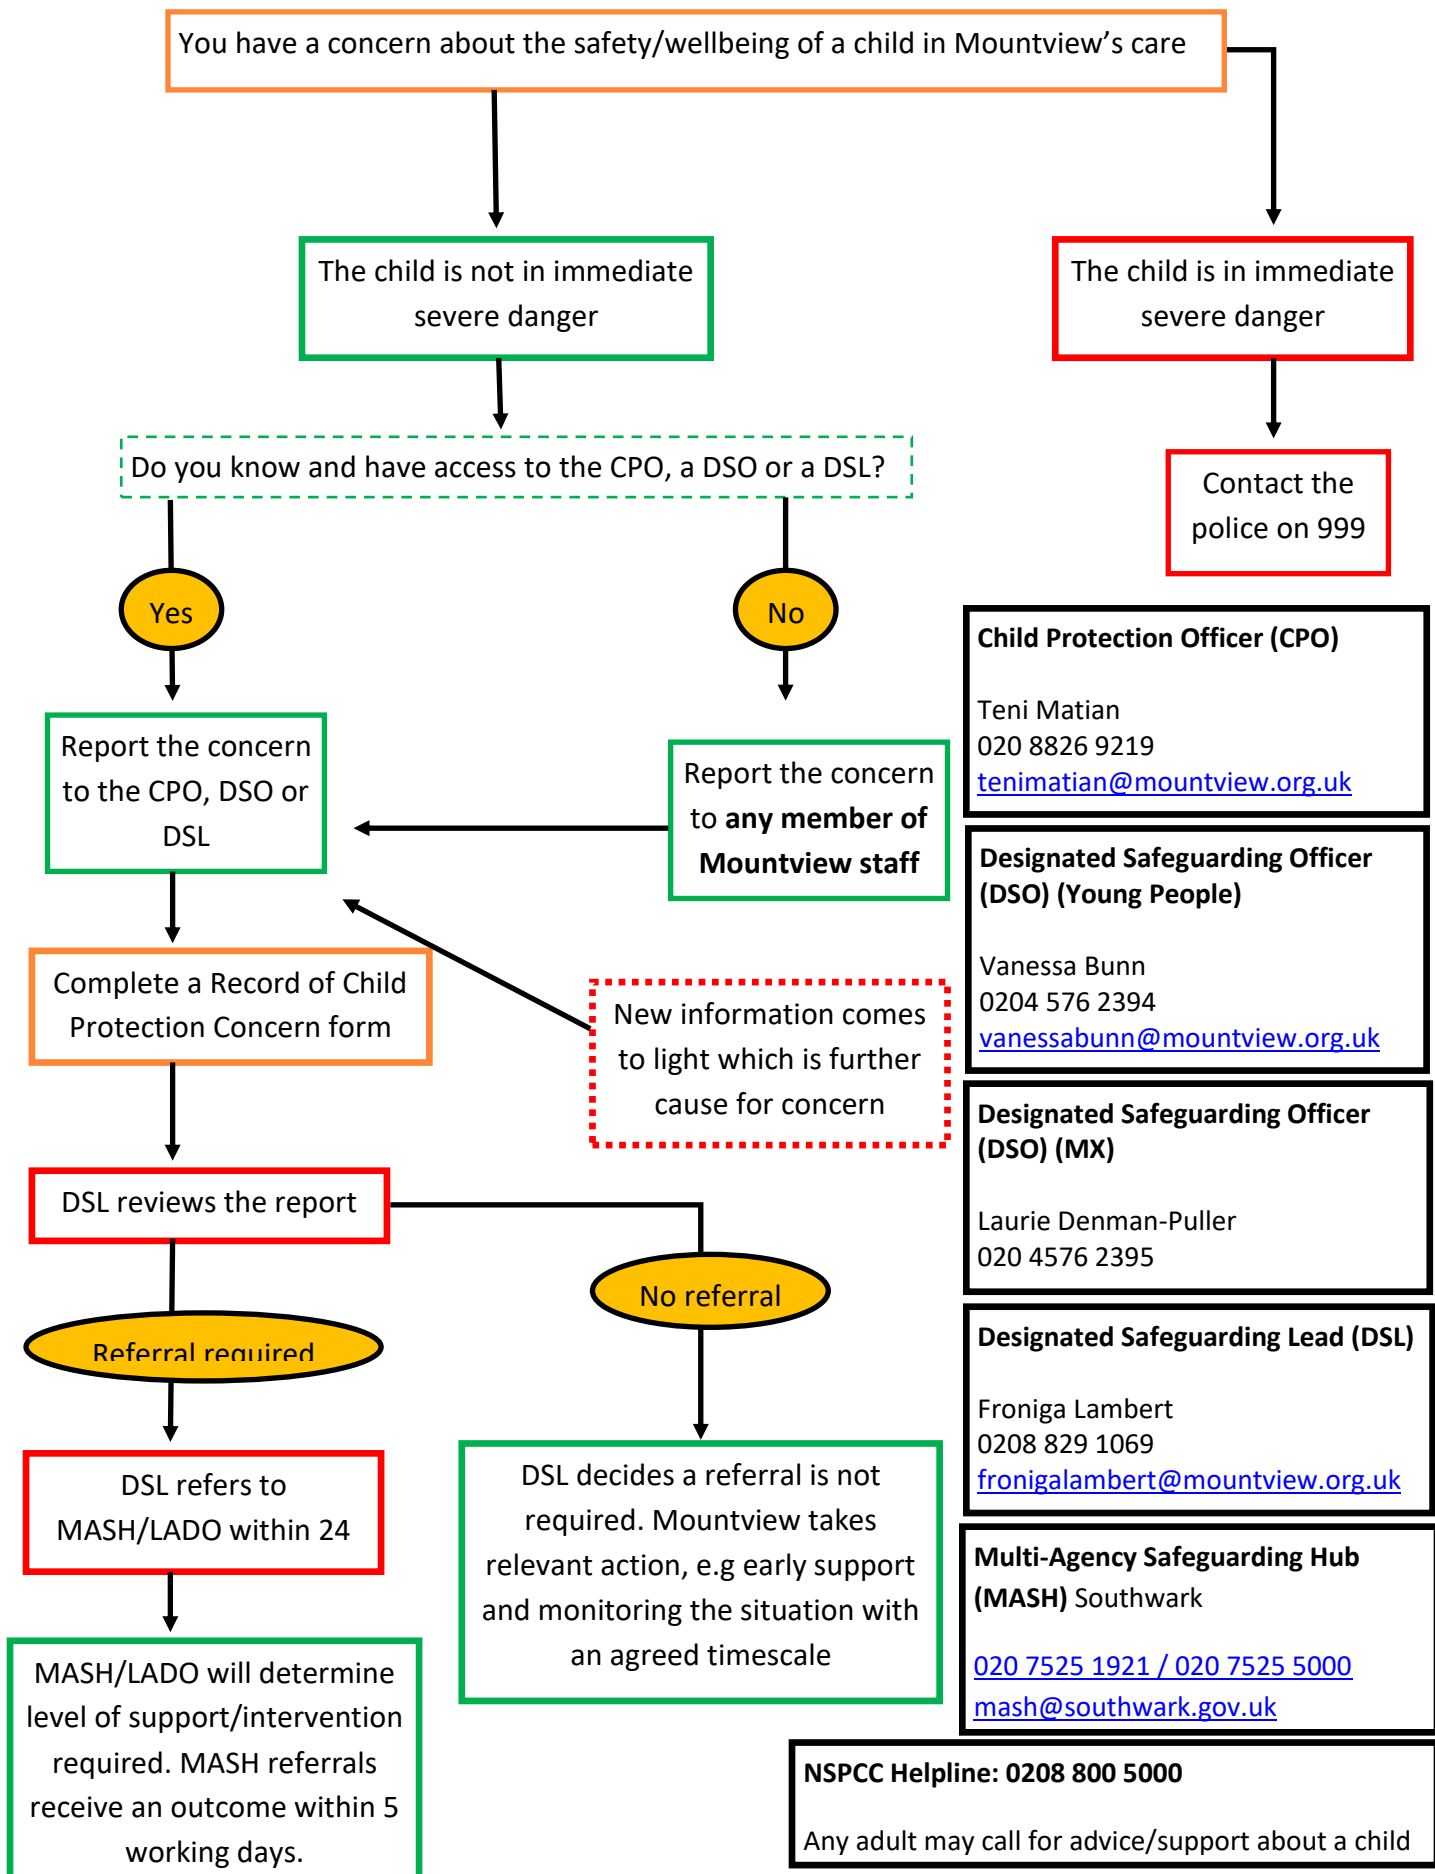 You have a concern about the safety/wellbeing of a child in Mountview’s care
The child is not in immediate
severe danger
The child is in immediate
severe danger
Do you know and have access to the CPO, a DSO or a DSL?
Contact the
police on 999
Yes
No
Report the concern
to the CPO, DSO or
DSL
Report the concern
to any member of
Mountview staff
Complete a Record of Child
Protection Concern form
New information comes
to light which is further
cause for concern
DSL reviews the report
No referral
Referral required
DSL refers to
MASH/LADO within 24
DSL decides a referral is not
required. Mountview takes
relevant action, e.g early support
and monitoring the situation with
an agreed timescale
MASH/LADO will determine
level of support/intervention
required. MASH referrals
receive an outcome within 5
working days.
Child Protection Officer (CPO)
Teni Matian
020 8826 9219
tenimatian@mountview.org.uk
Designated Safeguarding Officer
(DSO) (Young People)
Vanessa Bunn
0204 576 2394
vanessabunn@mountview.org.uk
Designated Safeguarding Officer
(DSO) (MX)
Laurie Denman-Puller
020 4576 2395
Designated Safeguarding Lead (DSL)
Froniga Lambert
0208 829 1069
fronigalambert@mountview.org.uk
Multi-Agency Safeguarding Hub
(MASH) Southwark
020 7525 1921 / 020 7525 5000
mash@southwark.gov.uk
NSPCC Helpline: 0208 800 5000
Any adult may call for advice/support about a child